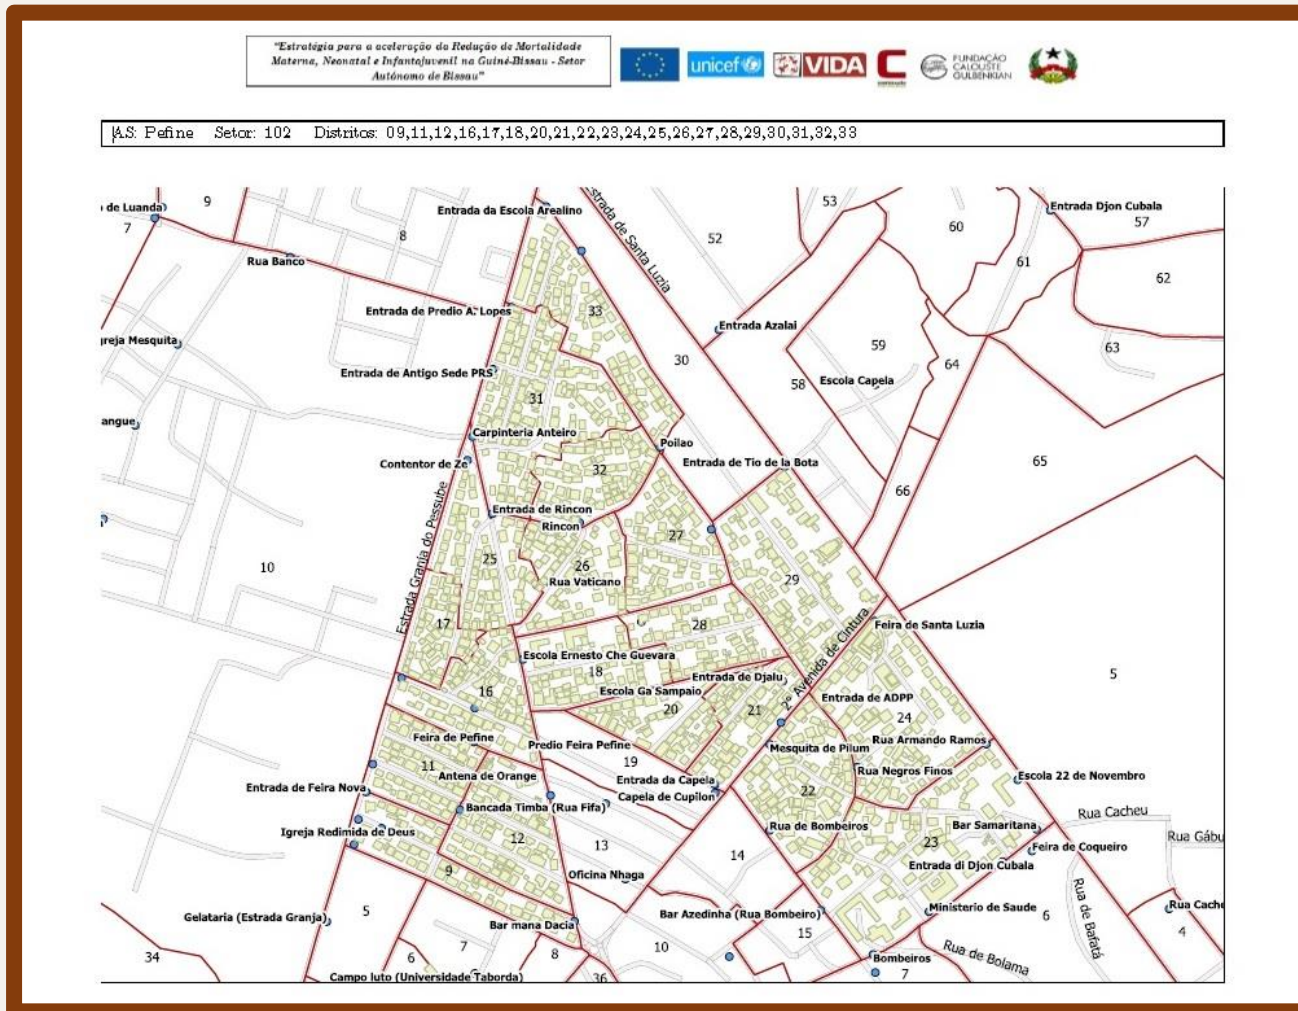 "Estratégia para a aceleração da Redução de Mortalidade
Materna, Neonatal e Infantojuvenil na Guiné-Bissau - Setor
Autónomo de Bissau"
unicef
VIDA
FUNDAÇÃO
CALOUSTE
GULBENKIAN
A.S: Pefine Setor: 102 Distritos: 09,11,12,16,17,18,20,21,22,23,24,25,26,27,28,29,30,31,32,33
9
53
de Luanda
Entrada da Escola Arealino
Estrada de Santa Luzia
Entrada Djon Cubala
7
8
52
60
57
Rua Banco
61
62
Entrada de Predio A. Lopes
33
Entrada Azalai
greja Mesquita
59
63
30
64
Entrada de Antigo Sede PRS
58
Escola Capela
31
angue
Carpinteria Anteiro
Poilao
Contentor de Ze
32
Entrada de Tio de la Bota
65
66
Entrada de Rincon
Rincon
27
Estrada Granja do Pessube
25
10
26
Rua Vaticano
29
17
28
Feira de Santa Luzia
Escola Ernesto Che Guevara
18
Entrada de Djalu
2° Avenida de Cintura
5
16
Escola Ga Sampaio
Entrada de ADPP
20
21
24
Feira de Pefine
Predio Feira Pefine
Mesquita de Pilum
Rua Armando Ramos
11
Antena de Orange
19
Rua Negros Finos
Entrada de Feira Nova
Entrada da Capela
Escola 22 de Novembro
22
Capela de Cupilon
Bancada Timba (Rua Fifa)
Rua Cacheu
Igreja Redimida de Deus
Rua de Bombeiros
Bar Samaritana
Rua Gábu
12
13
23
Feira de Coqueiro
14
9
Entrada di Djon Cubala
Oficina Nhaga
Rua de Bafatá
5
Gelataria (Estrada Granja)
Bar Azedinha (Rua Bombeiro)
Ministerio de Saude
6
Rua Cache
Bar mana Dacia
15
4
7
10
34
6
8
Bombeiros
Rua de Bolama
7
Campo luto (Universidade Taborda)
36